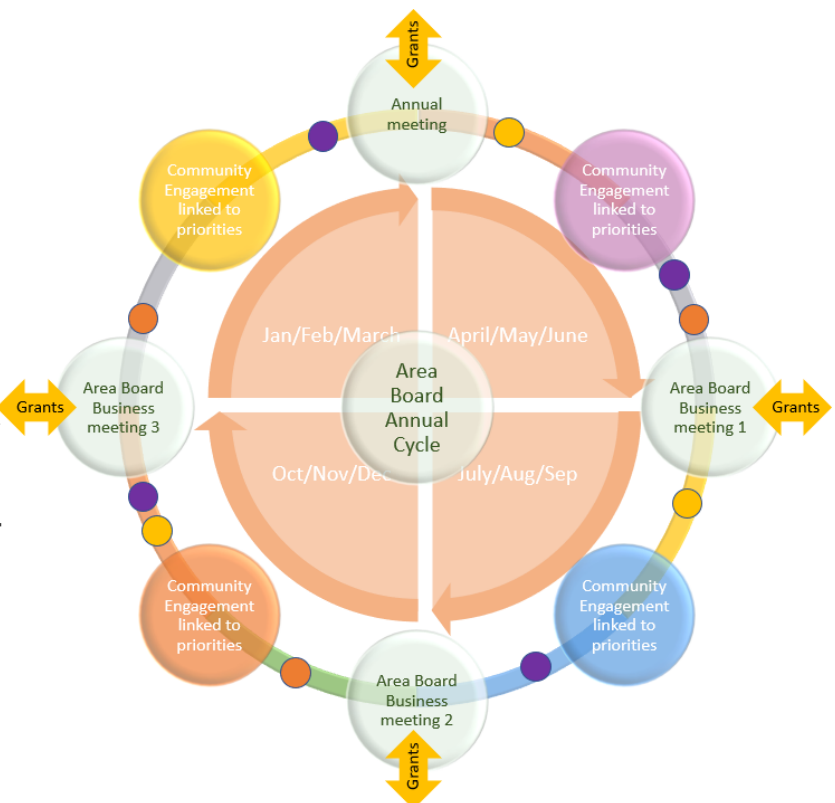 Grants
Annual
meeting
Community
Engagement
linked to
priorities
Community
Engagement
linked to
priorities
Jan/Feb/March
April/May/June
Grants
Area Board
Business
meeting 3
Area
Board
Annual
Cycle
Area Board
Business
meeting 1
Grants
Oct/Nov/Dec
July/Aug/Sep
Community
Engagement
linked to
priorities
Community
Engagement
linked to
priorities
Area Board
Business
meeting 2
Grants